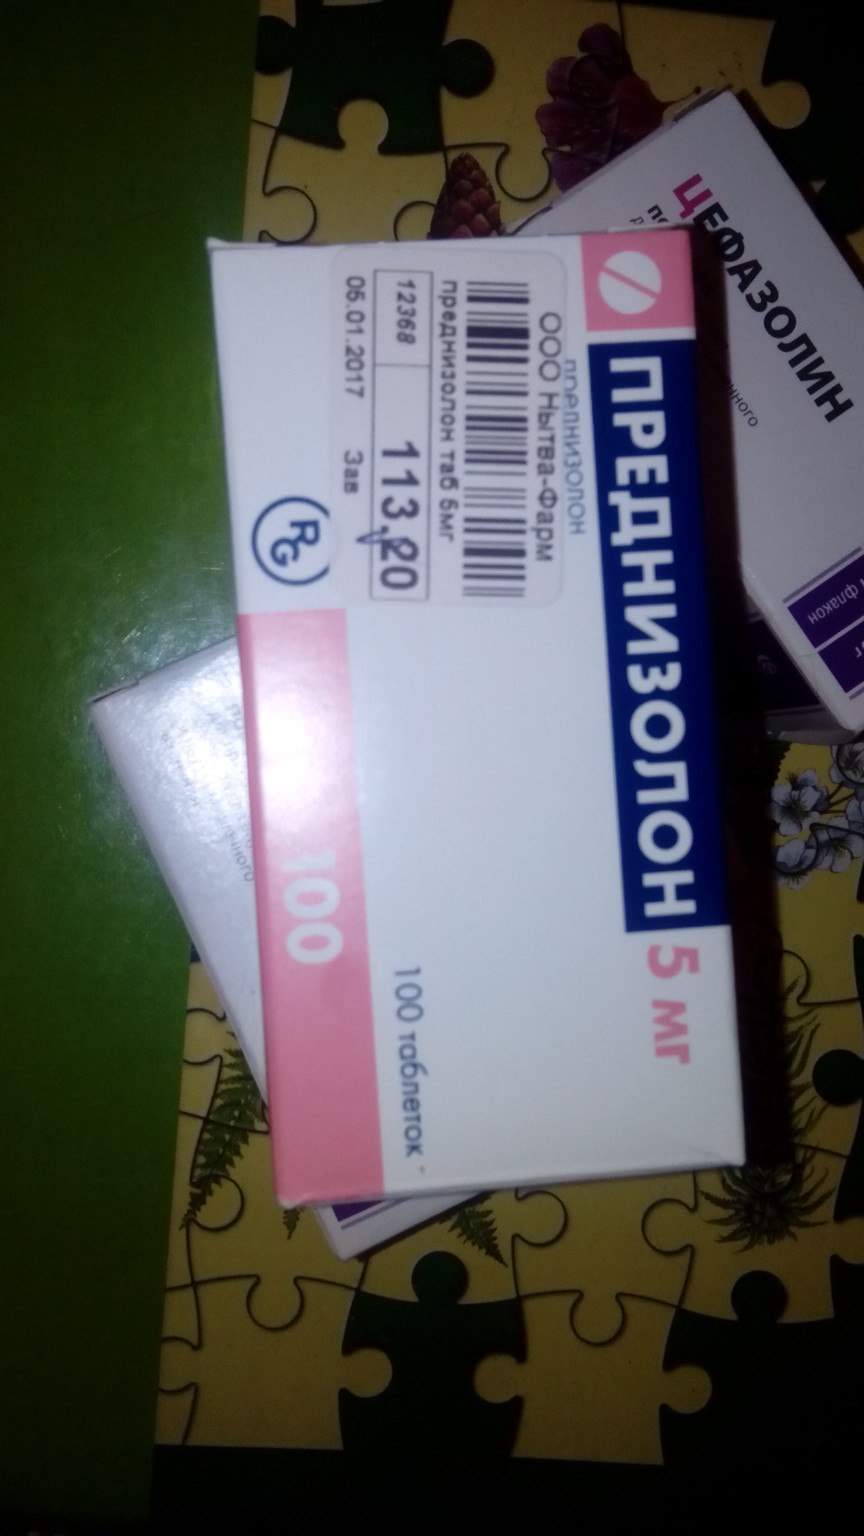 ПРЕДНИЗОЛОН 5 мг
преднизолон
ООО Нытва-Фарм
преднизолон таб 5мг
12368 113,20
05.01.2017 Зав
RG
100 таблеток
100
ЦЕФАЗОЛИН
нного
флакон